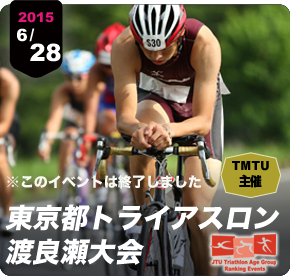 2015
6/
28
530
TMTU
主催
※このイベントは終了しました
東京都トライアスロン
渡良瀬大会
JTU Triathlon Age Group
Ranking Events